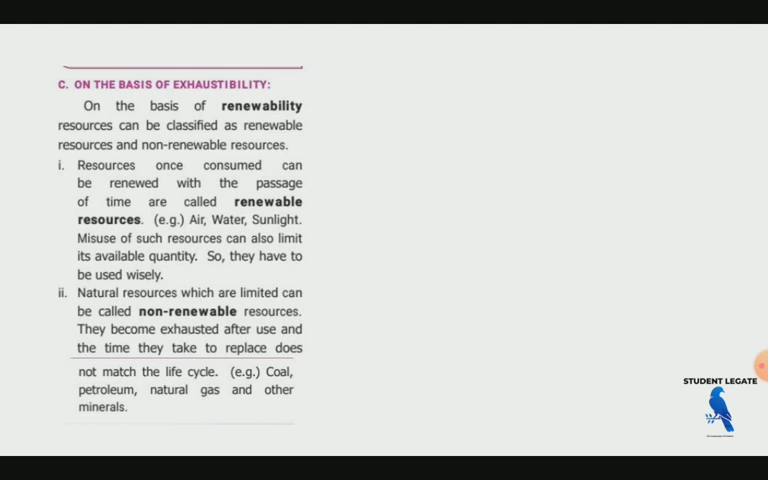 C. ON THE BASIS OF EXHAUSTIBILITY:
On the basis of renewability
resources can be classified as renewable
resources and non-renewable resources.
i. Resources once consumed can
be renewed with the passage
of time are called renewable
resources. (e.g.) Air, Water, Sunlight.
Misuse of such resources can also limit
its available quantity. So, they have to
be used wisely.
ii. Natural resources which are limited can
be called non-renewable resources.
They become exhausted after use and
the time they take to replace does
not match the life cycle. (e.g.) Coal,
petroleum, natural gas and other
minerals.
STUDENT LEGATE